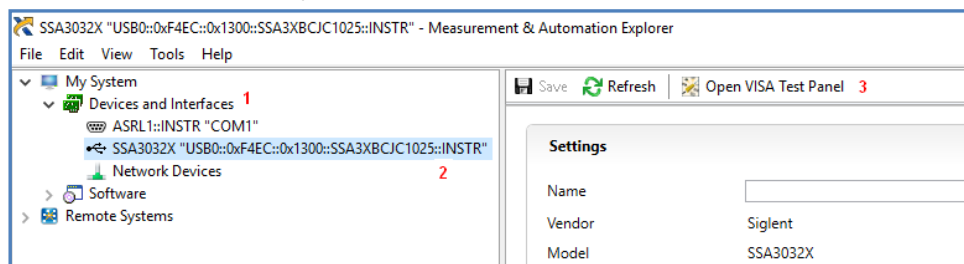 SSA3032X "USB0::0xF4EC::0x1300::SSA3XBCJC1025::INSTR" - Measurement & Automation Explorer
File Edit View Tools Help
My System
Devices and Interfaces 1
ASRL1::INSTR "COM1"
SSA3032X "USB0::0xF4EC::0x1300::SSA3XBCJC1025::INSTR"
Network Devices 2
Software
Remote Systems
Save Refresh Open VISA Test Panel 3
Settings
Name
Vendor Siglent
Model SSA3032X